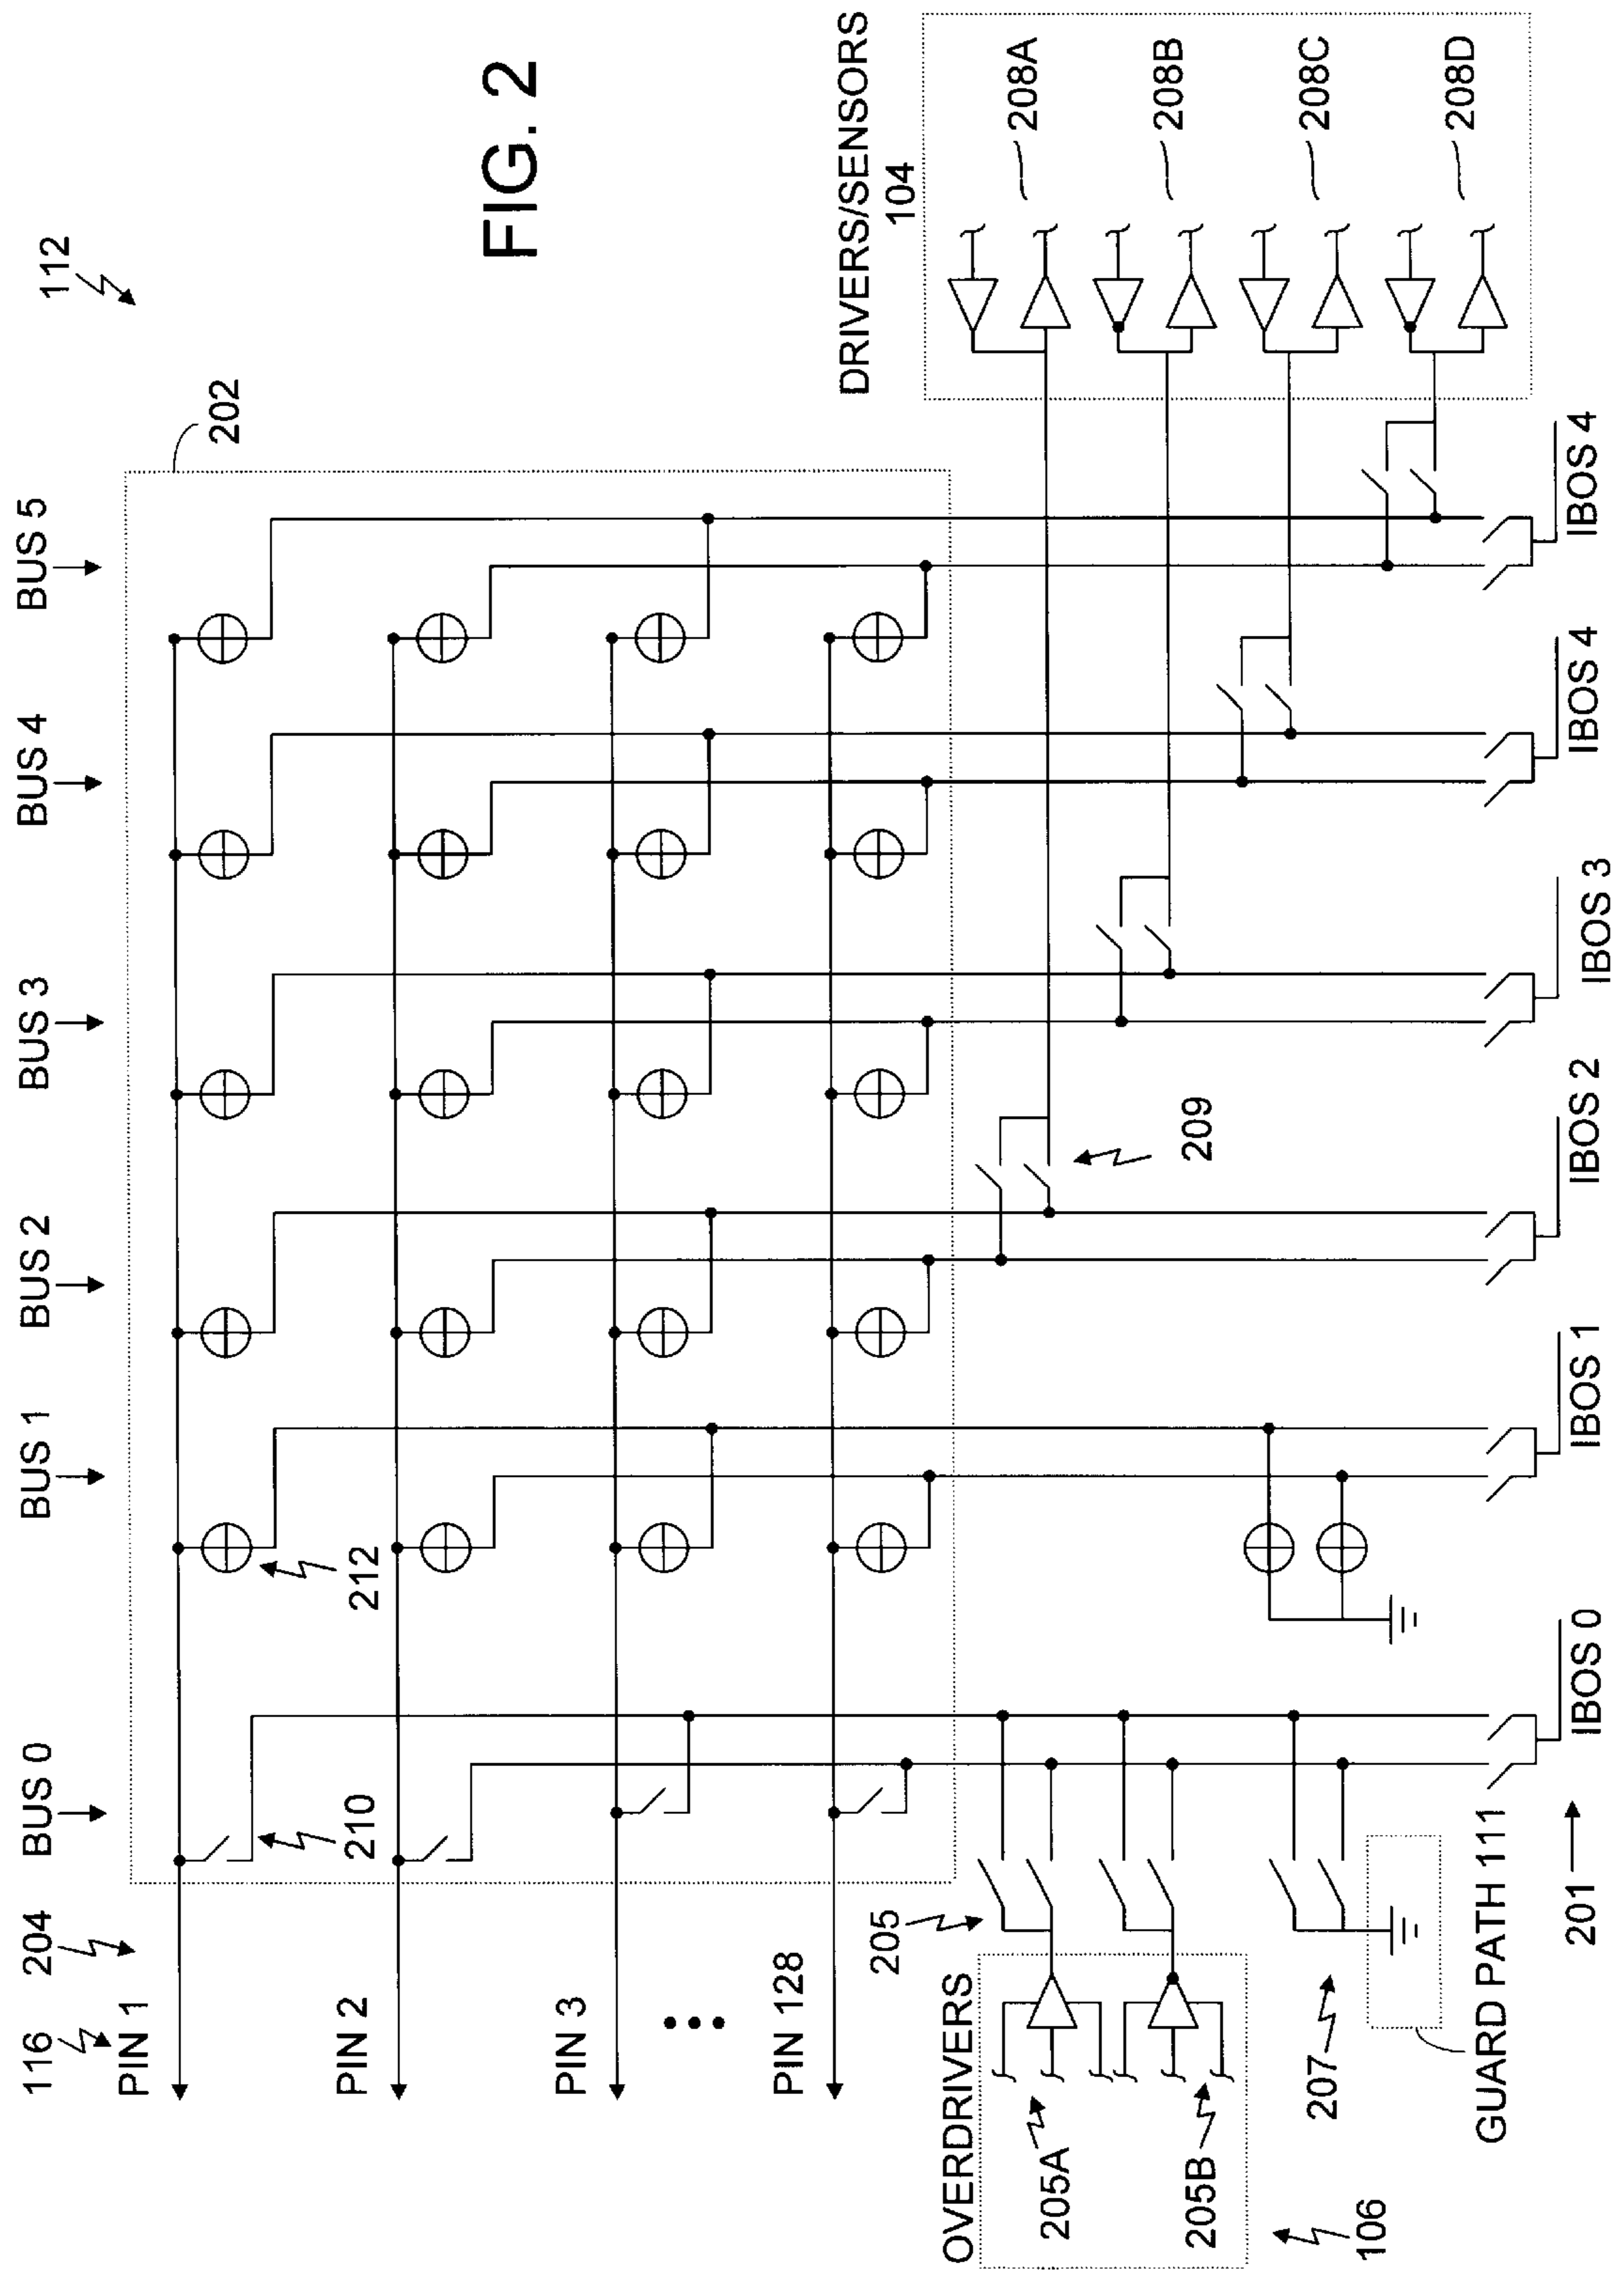 FIG. 2
112
202
BUS 0
BUS 1
BUS 2
BUS 3
BUS 4
BUS 5
116
204
PIN 1
PIN 2
PIN 3
PIN 128
210
212
209
DRIVERS/SENSORS
104
208A
208B
208C
208D
OVERDRIVERS
205
205A
205B
106
207
GUARD PATH 111
201
IBOS 0
IBOS 1
IBOS 2
IBOS 3
IBOS 4
IBOS 4